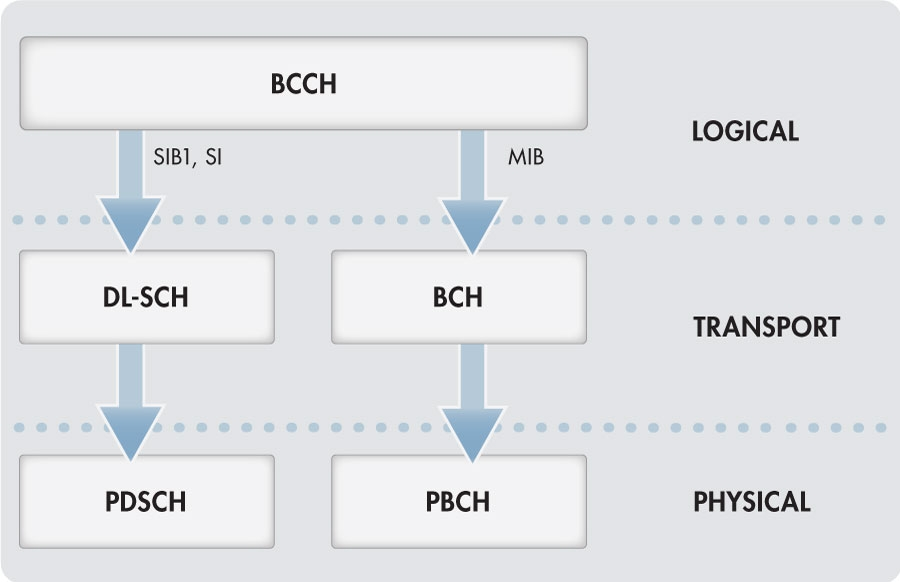 BCCH
LOGICAL
SIB1, SI
MIB
DL-SCH
BCH
TRANSPORT
PDSCH
PBCH
PHYSICAL